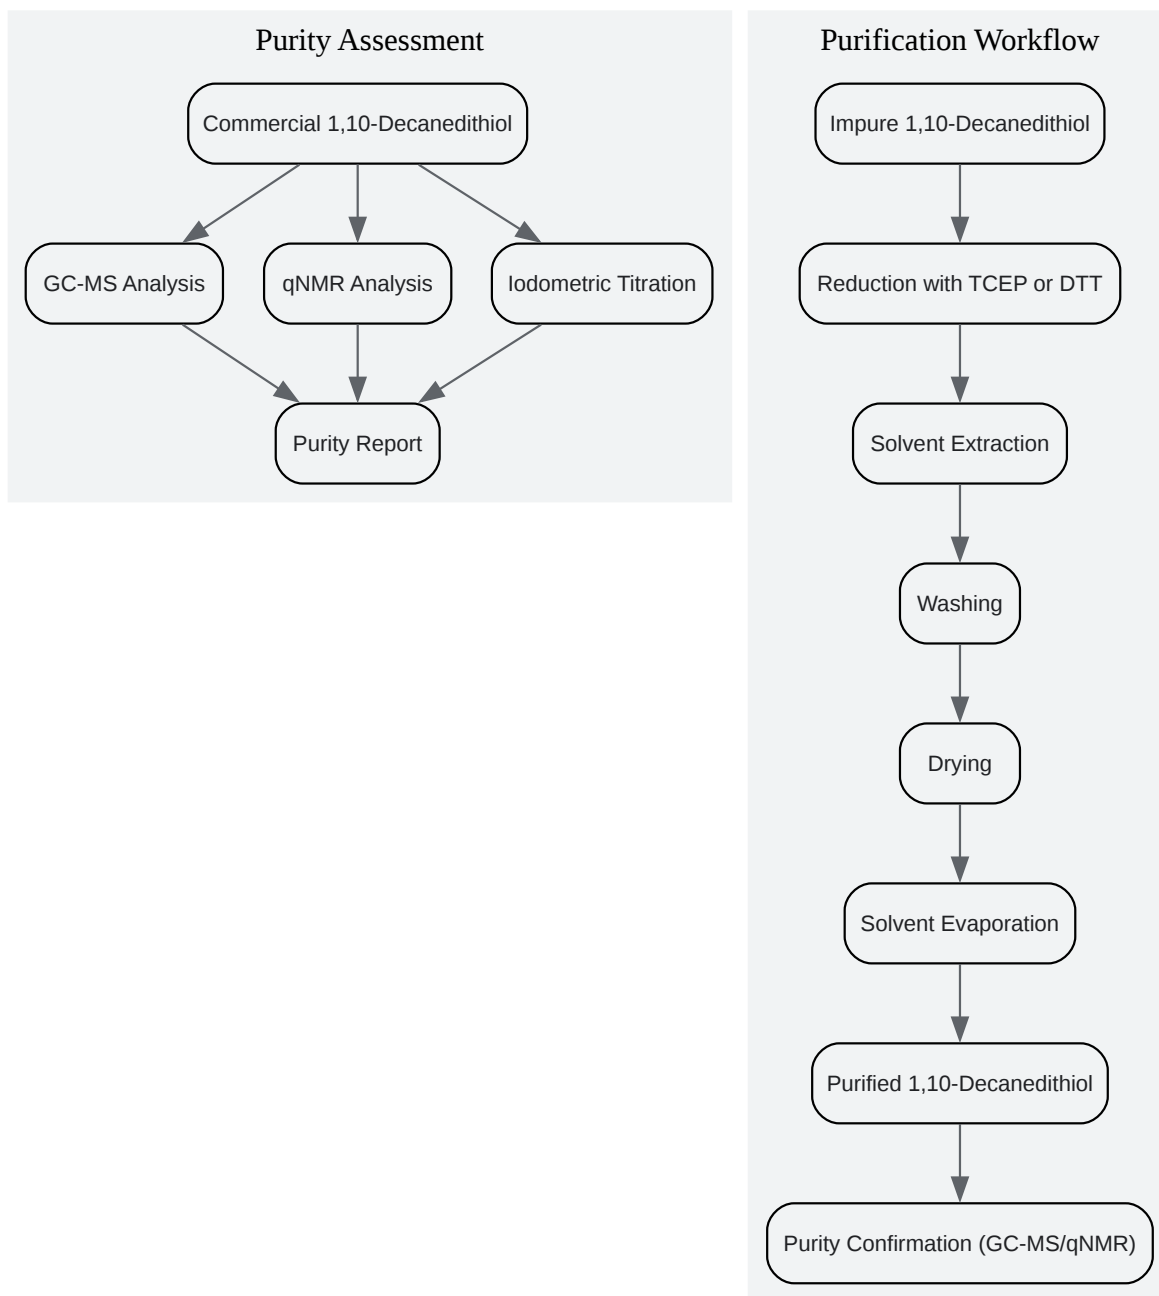 Purity Assessment
Commercial 1,10-Decanedithiol
GC-MS Analysis
qNMR Analysis
Iodometric Titration
Purity Report
Purification Workflow
Impure 1,10-Decanedithiol
Reduction with TCEP or DTT
Solvent Extraction
Washing
Drying
Solvent Evaporation
Purified 1,10-Decanedithiol
Purity Confirmation (GC-MS/qNMR)